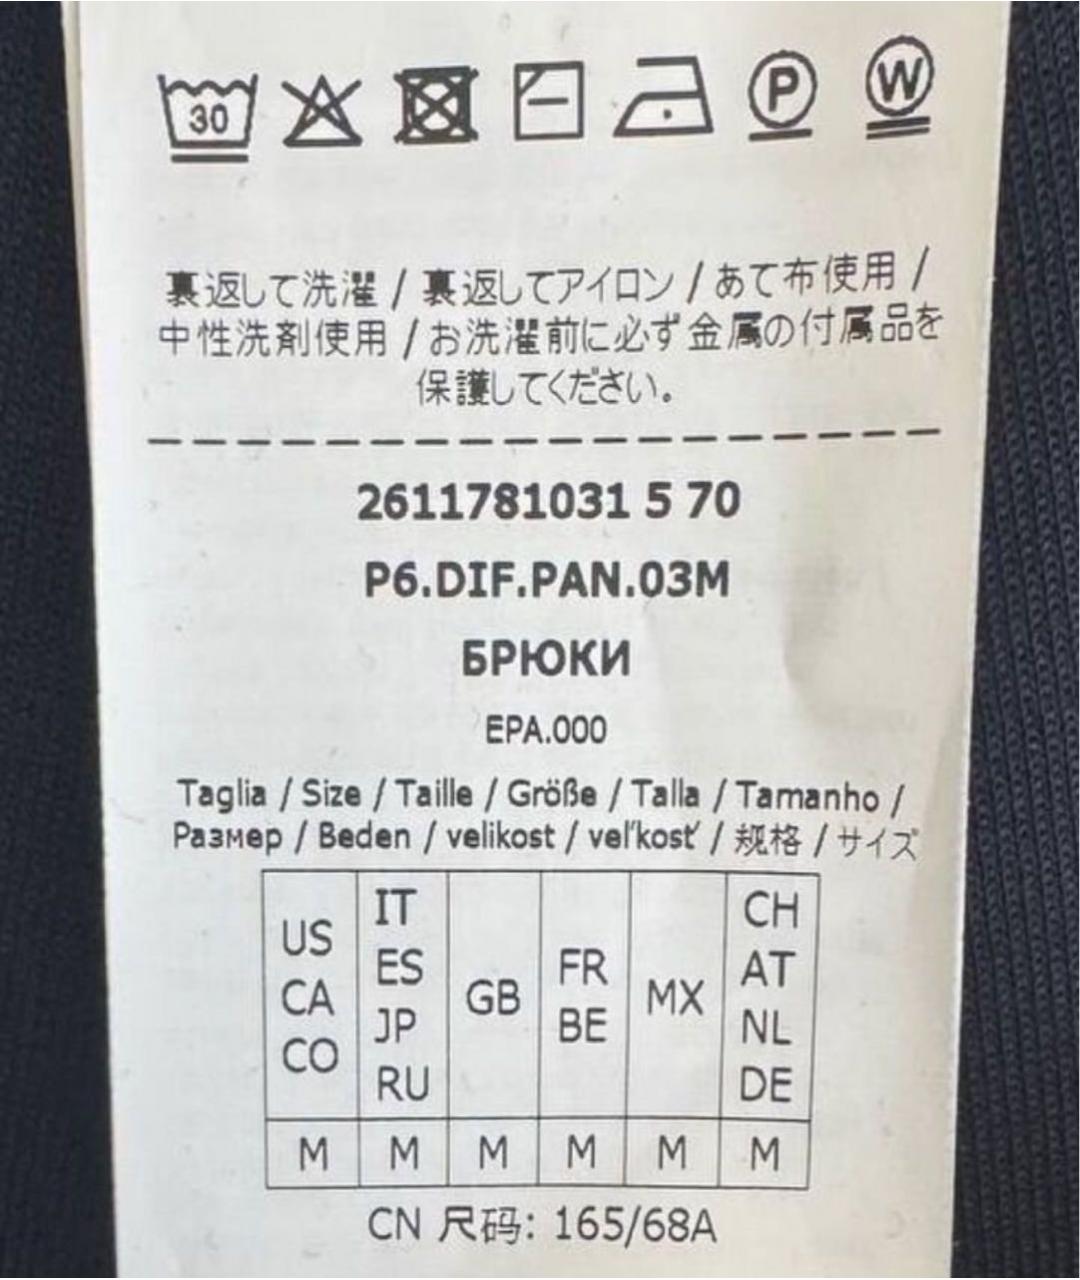 30 P W
裏返して洗濯 / 裏返してアイロン / あて布使用 /
中性洗剤使用 / お洗濯前に必ず金属の付属品を
保護してください。
2611781031 5 70
P6.DIF.PAN.03M
БРЮКИ
EPA.000
Taglia / Size / Taille / Größe / Talla / Tamanho /
Размер / Beden / velikost / veľkosť / 规格 / サイズ
US CA CO IT ES JP RU GB FR BE MX CH AT NL DE
M M M M M M
CN 尺码: 165/68A